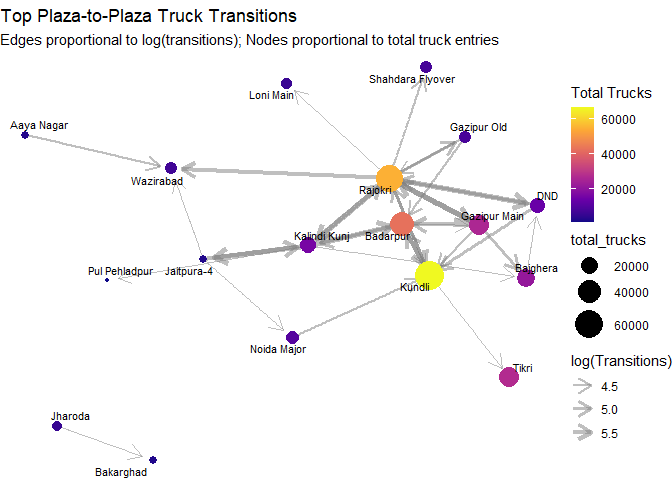 Top Plaza-to-Plaza Truck Transitions
Edges proportional to log(transitions); Nodes proportional to total truck entries
Shahdara Flyover
Loni Main
Aaya Nagar
Gazipur Old
Wazirabad
Rajokri
DND
Gazipur Main
Kalindi Kunj
Badarpur
Pul Pehladpur
Jaitpura-4
Bajghera
Kundli
Noida Major
Tikri
Jharoda
Bakarghad
Total Trucks
60000
40000
20000
total_trucks
20000
40000
60000
log(Transitions)
4.5
5.0
5.5